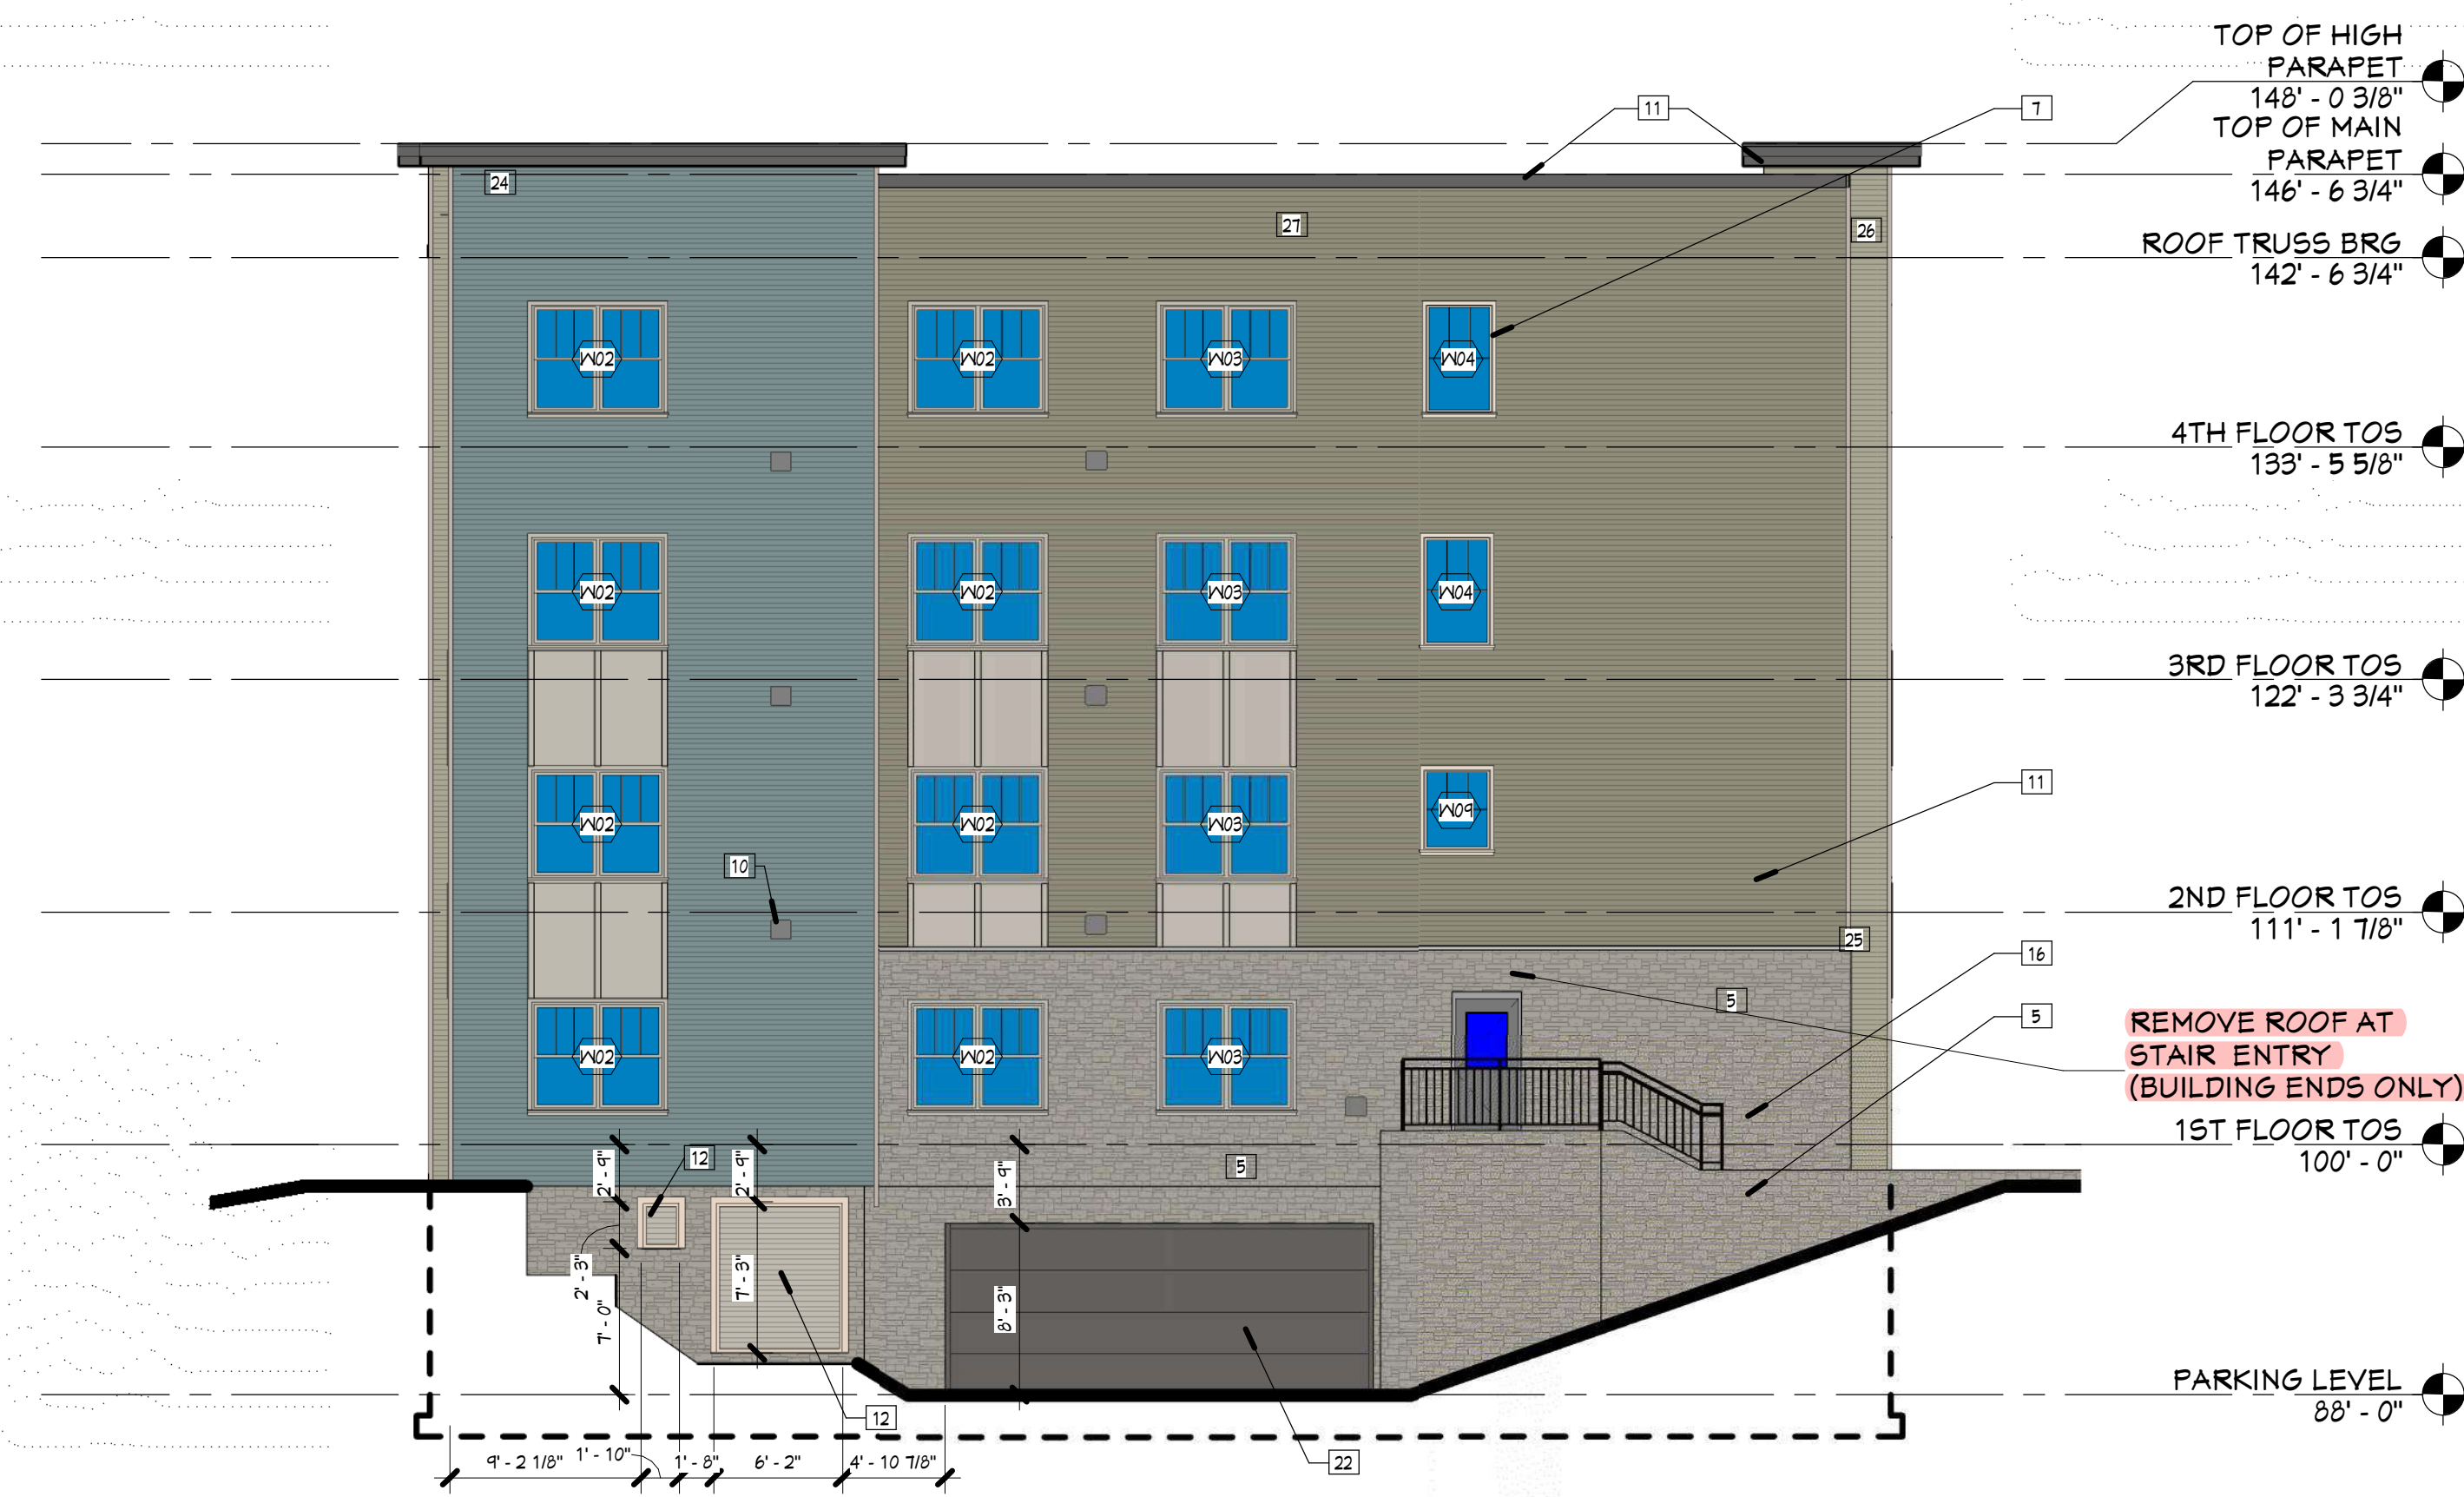 TOP OF HIGH
PARAPET
148' - 0 3/8"
TOP OF MAIN
PARAPET
146' - 6 3/4"
ROOF TRUSS BRG
142' - 6 3/4"
4TH FLOOR TOS
133' - 5 5/8"
3RD FLOOR TOS
122' - 3 3/4"
2ND FLOOR TOS
111' - 1 7/8"
REMOVE ROOF AT
STAIR ENTRY
(BUILDING ENDS ONLY)
1ST FLOOR TOS
100' - 0"
PARKING LEVEL
88' - 0"
11
7
24
27
26
W02
W02
W03
W04
W02
W02
W03
W04
11
W02
W02
W03
W09
10
25
16
5
5
W02
W02
W03
12
5
2' - 9"
2' - 9"
3' - 9"
2' - 3"
7' - 0"
7' - 3"
8' - 3"
12
22
9' - 2 1/8"
1' - 10"
1' - 8"
6' - 2"
4' - 10 7/8"